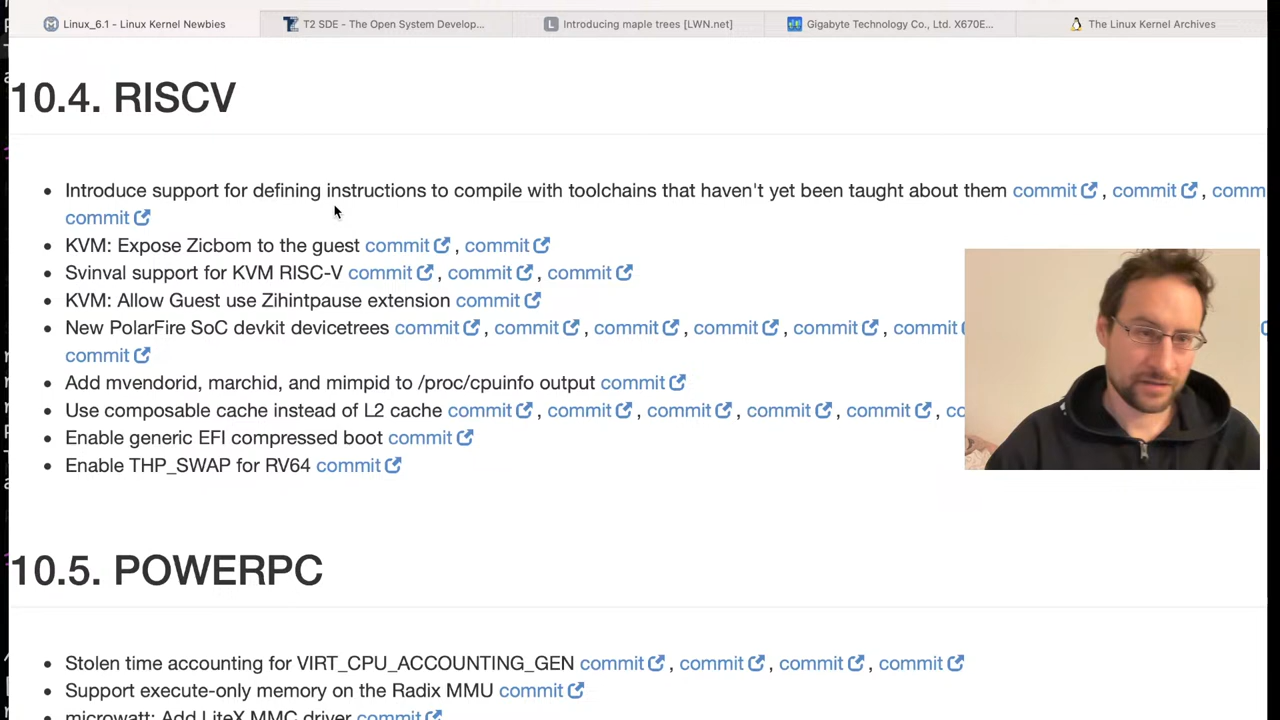 Linux_6.1 - Linux Kernel Newbies
T2 SDE - The Open System Develop...
Introducing maple trees [LWN.net]
Gigabyte Technology Co., Ltd. X670E...
The Linux Kernel Archives
10.4. RISCV
Introduce support for defining instructions to compile with toolchains that haven't yet been taught about them commit , commit , comm
commit
KVM: Expose Zicbom to the guest commit , commit
Svinval support for KVM RISC-V commit , commit , commit
KVM: Allow Guest use Zihintpause extension commit
New PolarFire SoC devkit devicetrees commit , commit , commit , commit , commit , commit
commit
Add mvendorid, marchid, and mimpid to /proc/cpuinfo output commit
Use composable cache instead of L2 cache commit , commit , commit , commit , commit , co
Enable generic EFI compressed boot commit
Enable THP_SWAP for RV64 commit
10.5. POWERPC
Stolen time accounting for VIRT_CPU_ACCOUNTING_GEN commit , commit , commit , commit
Support execute-only memory on the Radix MMU commit
microwatt: Add LiteX MMC driver commit